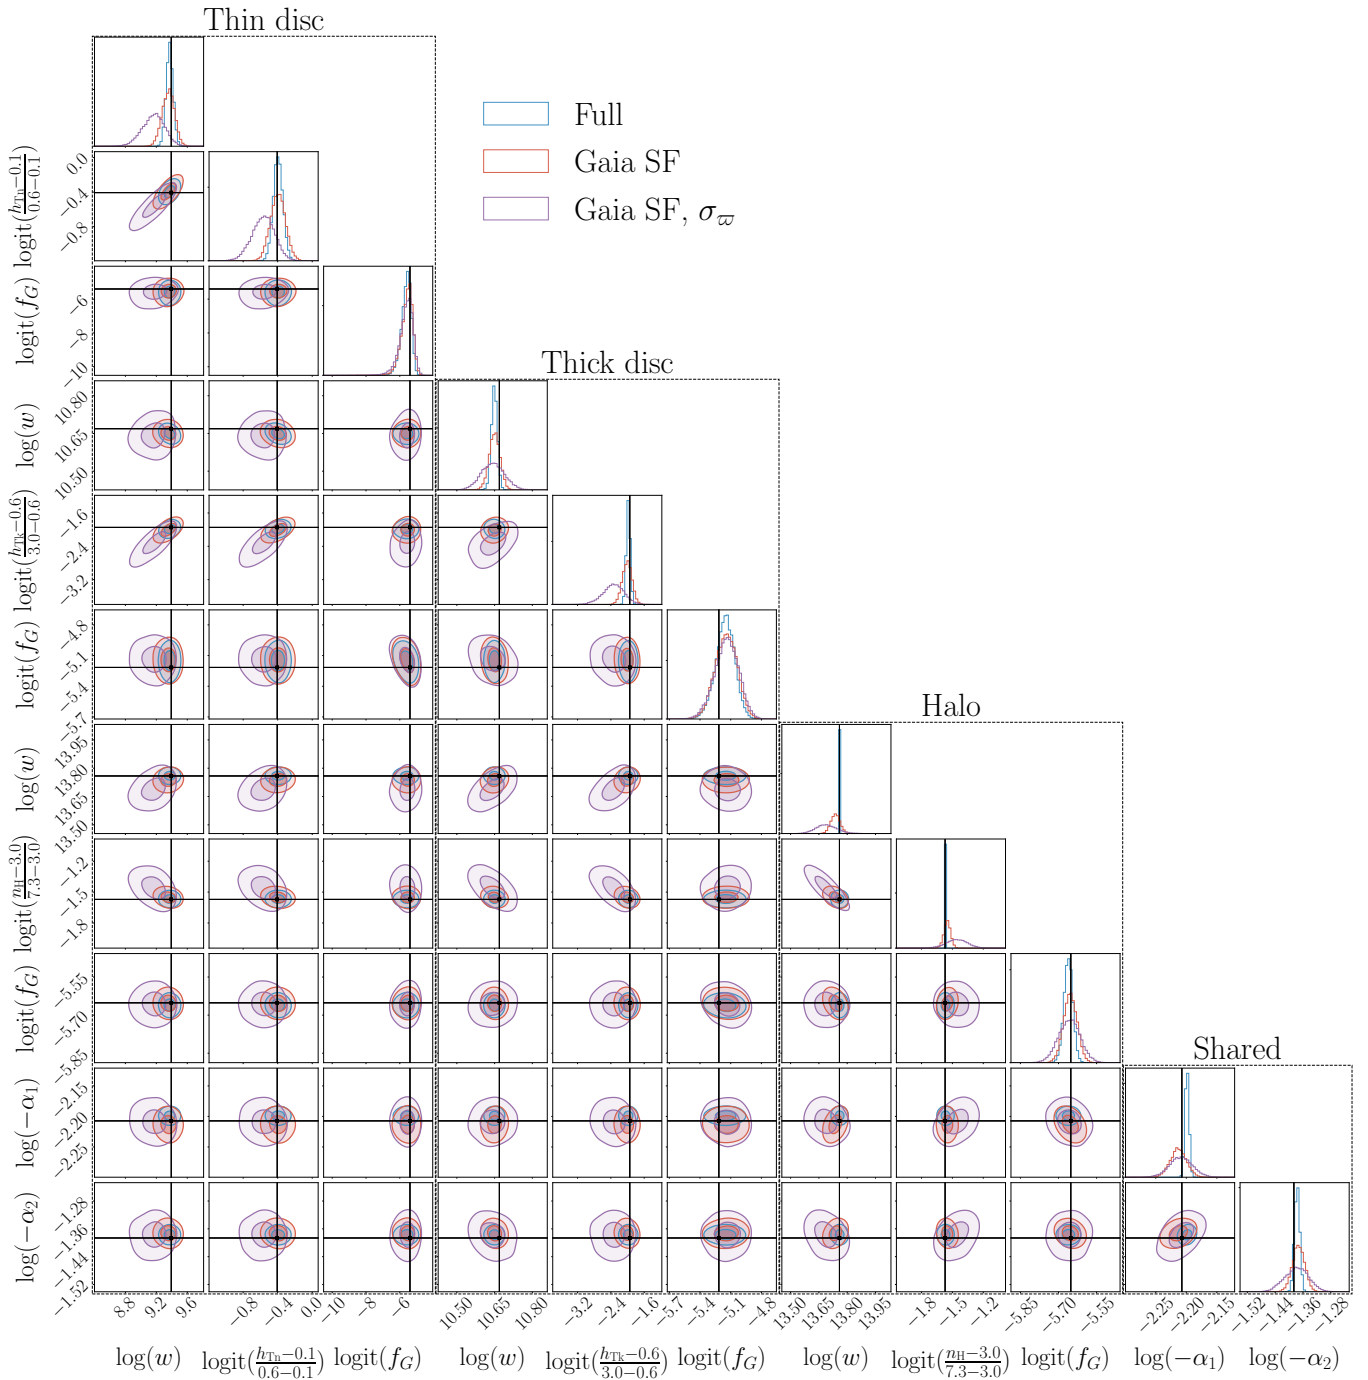 Thin disc
Full
Gaia SF
Gaia SF, σ_ϖ
0.0
−0.4
−0.8
logit((h_Tn−0.1)/(0.6−0.1))
−6
−8
−10
logit(f_G)
Thick disc
10.80
10.65
10.50
log(w)
−1.6
−2.4
−3.2
logit((h_Tk−0.6)/(3.0−0.6))
−4.8
−5.1
−5.4
−5.7
logit(f_G)
Halo
13.95
13.80
13.65
13.50
log(w)
−1.2
−1.5
−1.8
logit((n_H−3.0)/(7.3−3.0))
−5.55
−5.70
−5.85
logit(f_G)
Shared
−2.15
−2.20
−2.25
log(−α_1)
−1.28
−1.36
−1.44
−1.52
log(−α_2)
8.8 9.2 9.6 −0.8 −0.4 0.0 −10 −8 −6 10.50 10.65 10.80 −3.2 −2.4 −1.6 −5.7 −5.4 −5.1 −4.8 13.50 13.65 13.80 13.95 −1.8 −1.5 −1.2 −5.85 −5.70 −5.55 −2.25 −2.20 −2.15 −1.52 −1.44 −1.36 −1.28
log(w) logit((h_Tn−0.1)/(0.6−0.1)) logit(f_G) log(w) logit((h_Tk−0.6)/(3.0−0.6)) logit(f_G) log(w) logit((n_H−3.0)/(7.3−3.0)) logit(f_G) log(−α_1) log(−α_2)